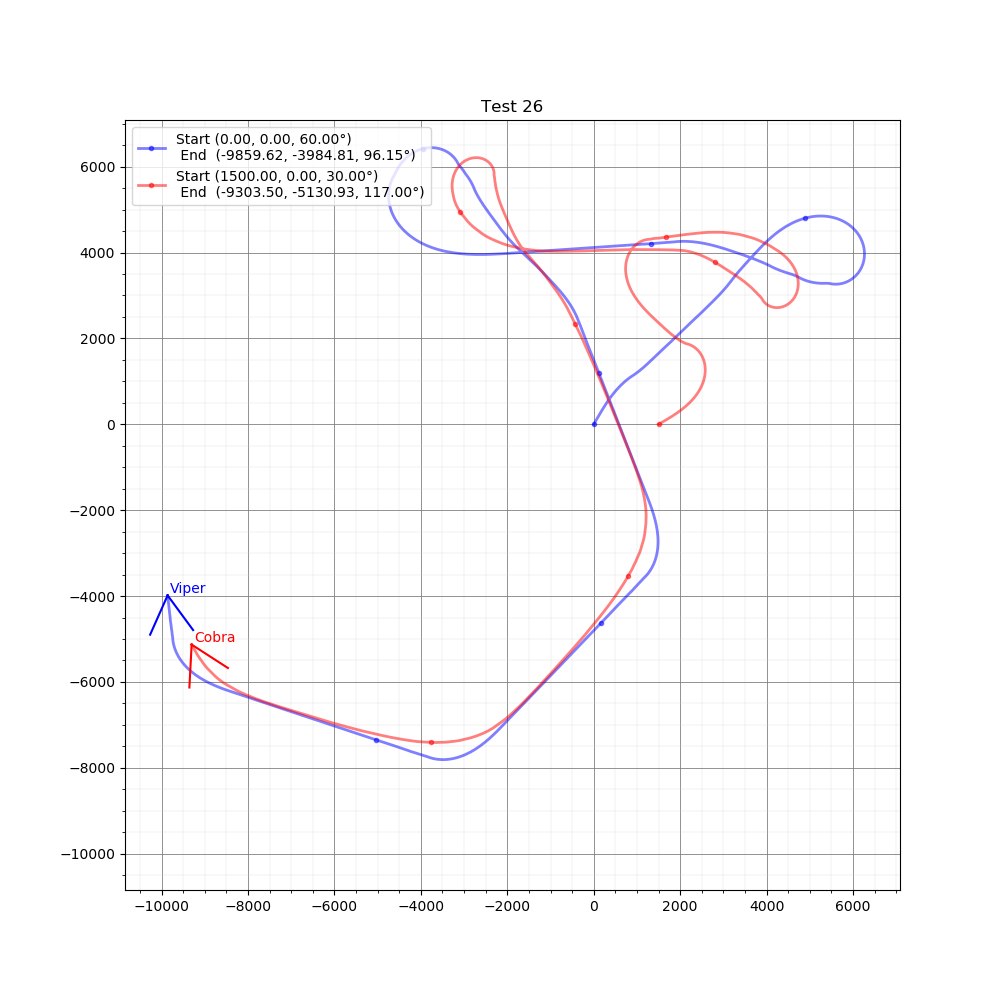 Test 26
Start (0.00, 0.00, 60.00°)
End (-9859.62, -3984.81, 96.15°)
Start (1500.00, 0.00, 30.00°)
End (-9303.50, -5130.93, 117.00°)
6000
4000
2000
0
−2000
−4000
−6000
−8000
−10000
Viper
Cobra
−10000 −8000 −6000 −4000 −2000 0 2000 4000 6000